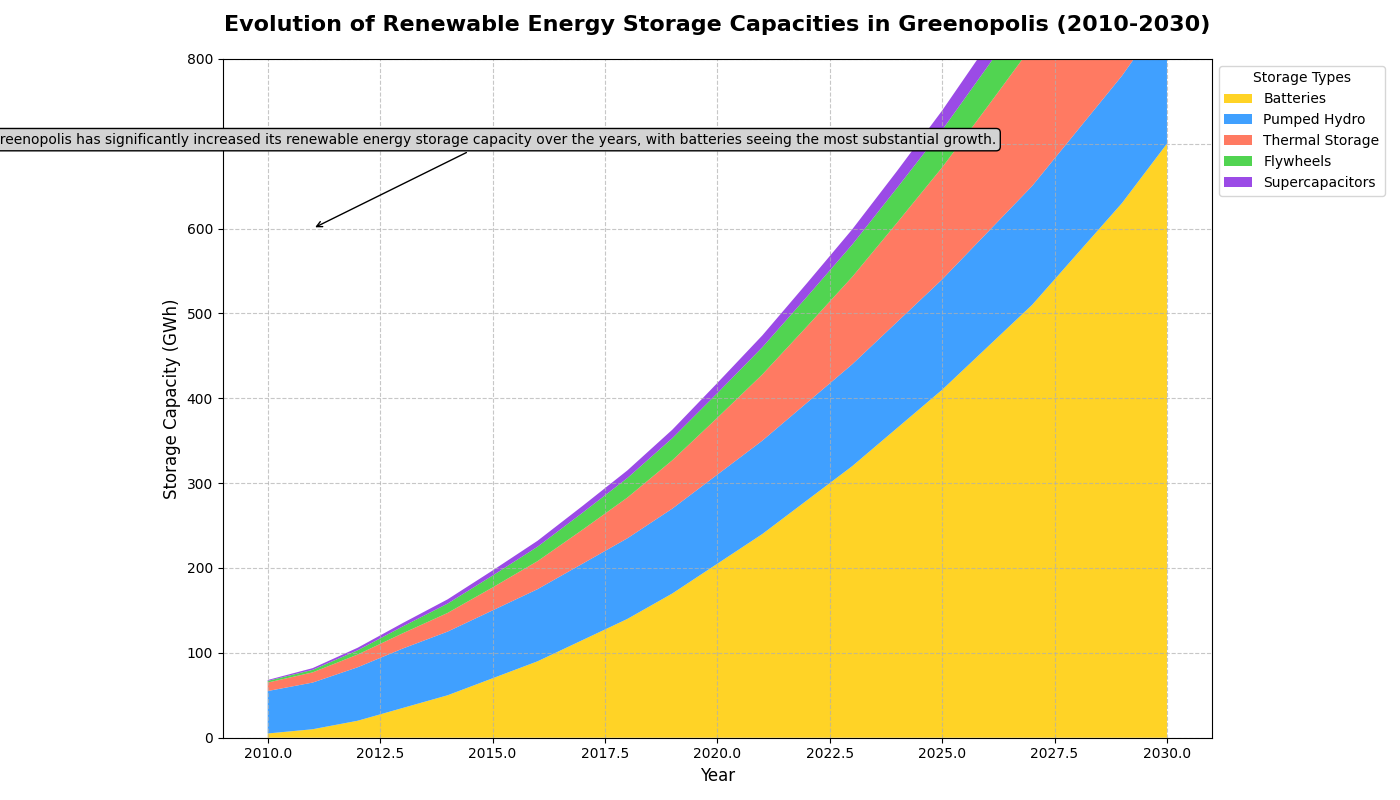 Evolution of Renewable Energy Storage Capacities in Greenopolis (2010-2030)
800
600
500
400
300
200
100
0
Storage Capacity (GWh)
reenopolis has significantly increased its renewable energy storage capacity over the years, with batteries seeing the most substantial growth.
2010.0
2012.5
2015.0
2017.5
2020.0
2022.5
2025.0
2027.5
2030.0
Year
Storage Types
Batteries
Pumped Hydro
Thermal Storage
Flywheels
Supercapacitors